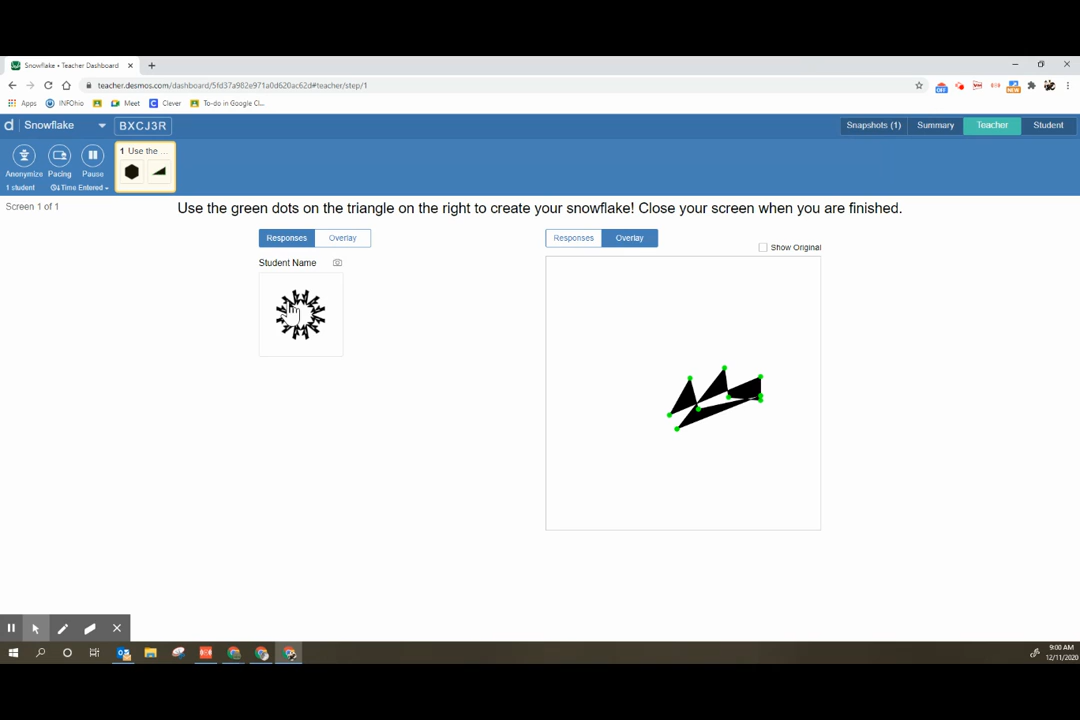 Snowflake • Teacher Dashboard
teacher.desmos.com/dashboard/5fd37a982e971a0d620ac62d#teacher/step/1
Apps INFOhio Meet Clever To-do in Google Cl...
OFF
NEW
d Snowflake BXCJ3R Snapshots (1) Summary Teacher Student
1 Use the ...
Anonymize Pacing Pause
1 student Time Entered
Screen 1 of 1
Use the green dots on the triangle on the right to create your snowflake! Close your screen when you are finished.
Responses Overlay
Responses Overlay
Show Original
Student Name
9:00 AM
12/11/2020